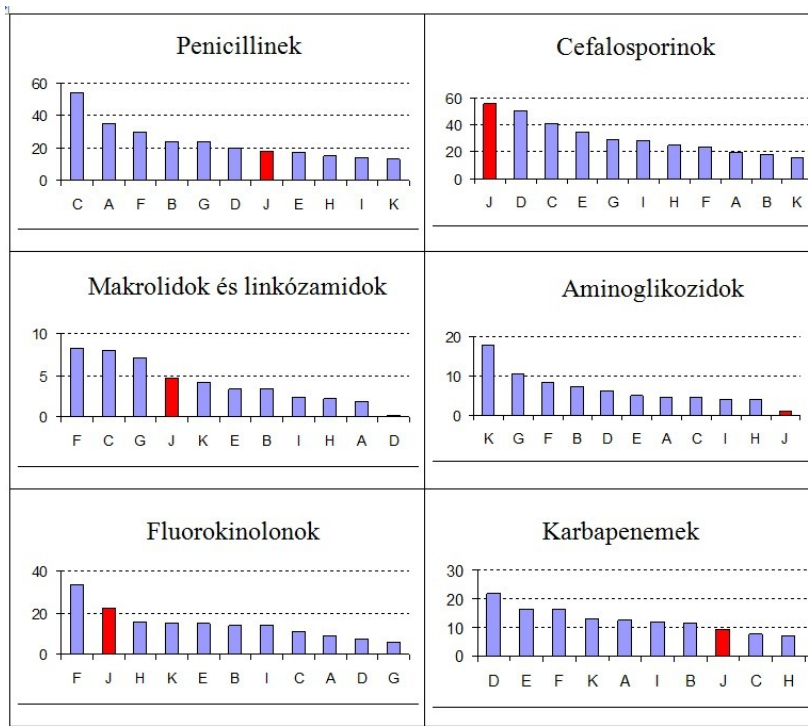 Penicillinek
60
40
20
0
C A F B G D J E H I K
Cefalosporinok
60
40
20
0
J D C E G I H F A B K
Makrolidok és linkózamidok
10
5
0
F C G J K E B I H A D
Aminoglikozidok
20
10
0
K G F B D E A C I H J
Fluorokinolonok
40
20
0
F J H K E B I C A D G
Karbapenemek
30
20
10
0
D E F K A I B J C H